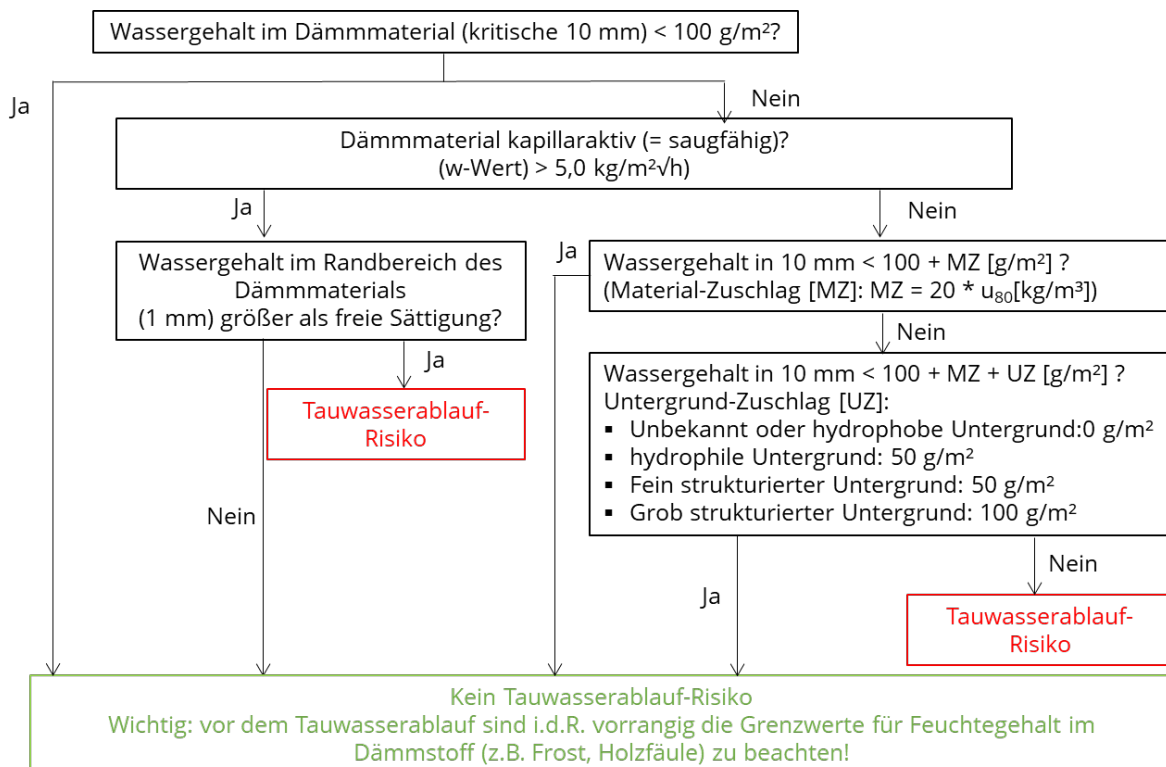 Wassergehalt im Dämmmaterial (kritische 10 mm) < 100 g/m²?
Ja
Nein
Dämmmaterial kapillaraktiv (= saugfähig)?
(w-Wert) > 5,0 kg/m²√h)
Ja
Nein
Wassergehalt im Randbereich des
Dämmmaterials
(1 mm) größer als freie Sättigung?
Ja
Wassergehalt in 10 mm < 100 + MZ [g/m²] ?
(Material-Zuschlag [MZ]: MZ = 20 * u₈₀[kg/m³])
Nein
Ja
Tauwasserablauf-
Risiko
Wassergehalt in 10 mm < 100 + MZ + UZ [g/m²] ?
Untergrund-Zuschlag [UZ]:
▪ Unbekannt oder hydrophobe Untergrund:0 g/m²
▪ hydrophile Untergrund: 50 g/m²
▪ Fein strukturierter Untergrund: 50 g/m²
▪ Grob strukturierter Untergrund: 100 g/m²
Nein
Ja
Nein
Tauwasserablauf-
Risiko
Kein Tauwasserablauf-Risiko
Wichtig: vor dem Tauwasserablauf sind i.d.R. vorrangig die Grenzwerte für Feuchtegehalt im
Dämmstoff (z.B. Frost, Holzfäule) zu beachten!